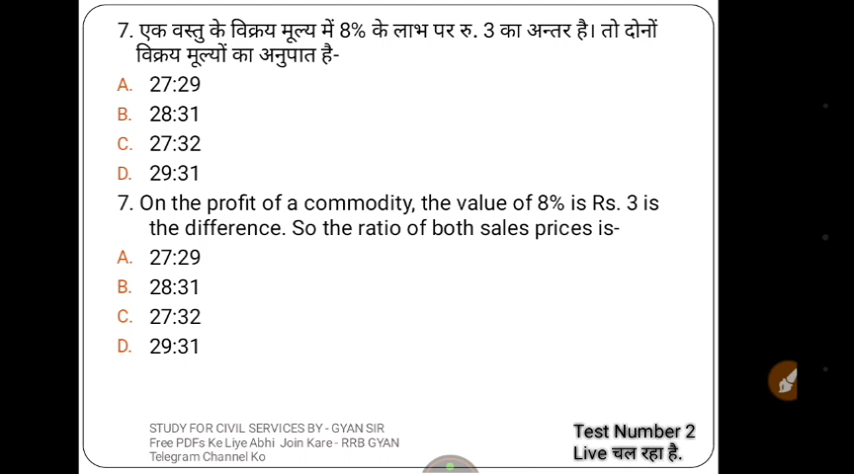 7. एक वस्तु के विक्रय मूल्य में 8% के लाभ पर रु. 3 का अन्तर है। तो दोनों
विक्रय मूल्यों का अनुपात है-
A. 27:29
B. 28:31
C. 27:32
D. 29:31
7. On the profit of a commodity, the value of 8% is Rs. 3 is
the difference. So the ratio of both sales prices is-
A. 27:29
B. 28:31
C. 27:32
D. 29:31
STUDY FOR CIVIL SERVICES BY - GYAN SIR
Free PDFs Ke Liye Abhi Join Kare - RRB GYAN
Telegram Channel Ko
Test Number 2
Live चल रहा है.